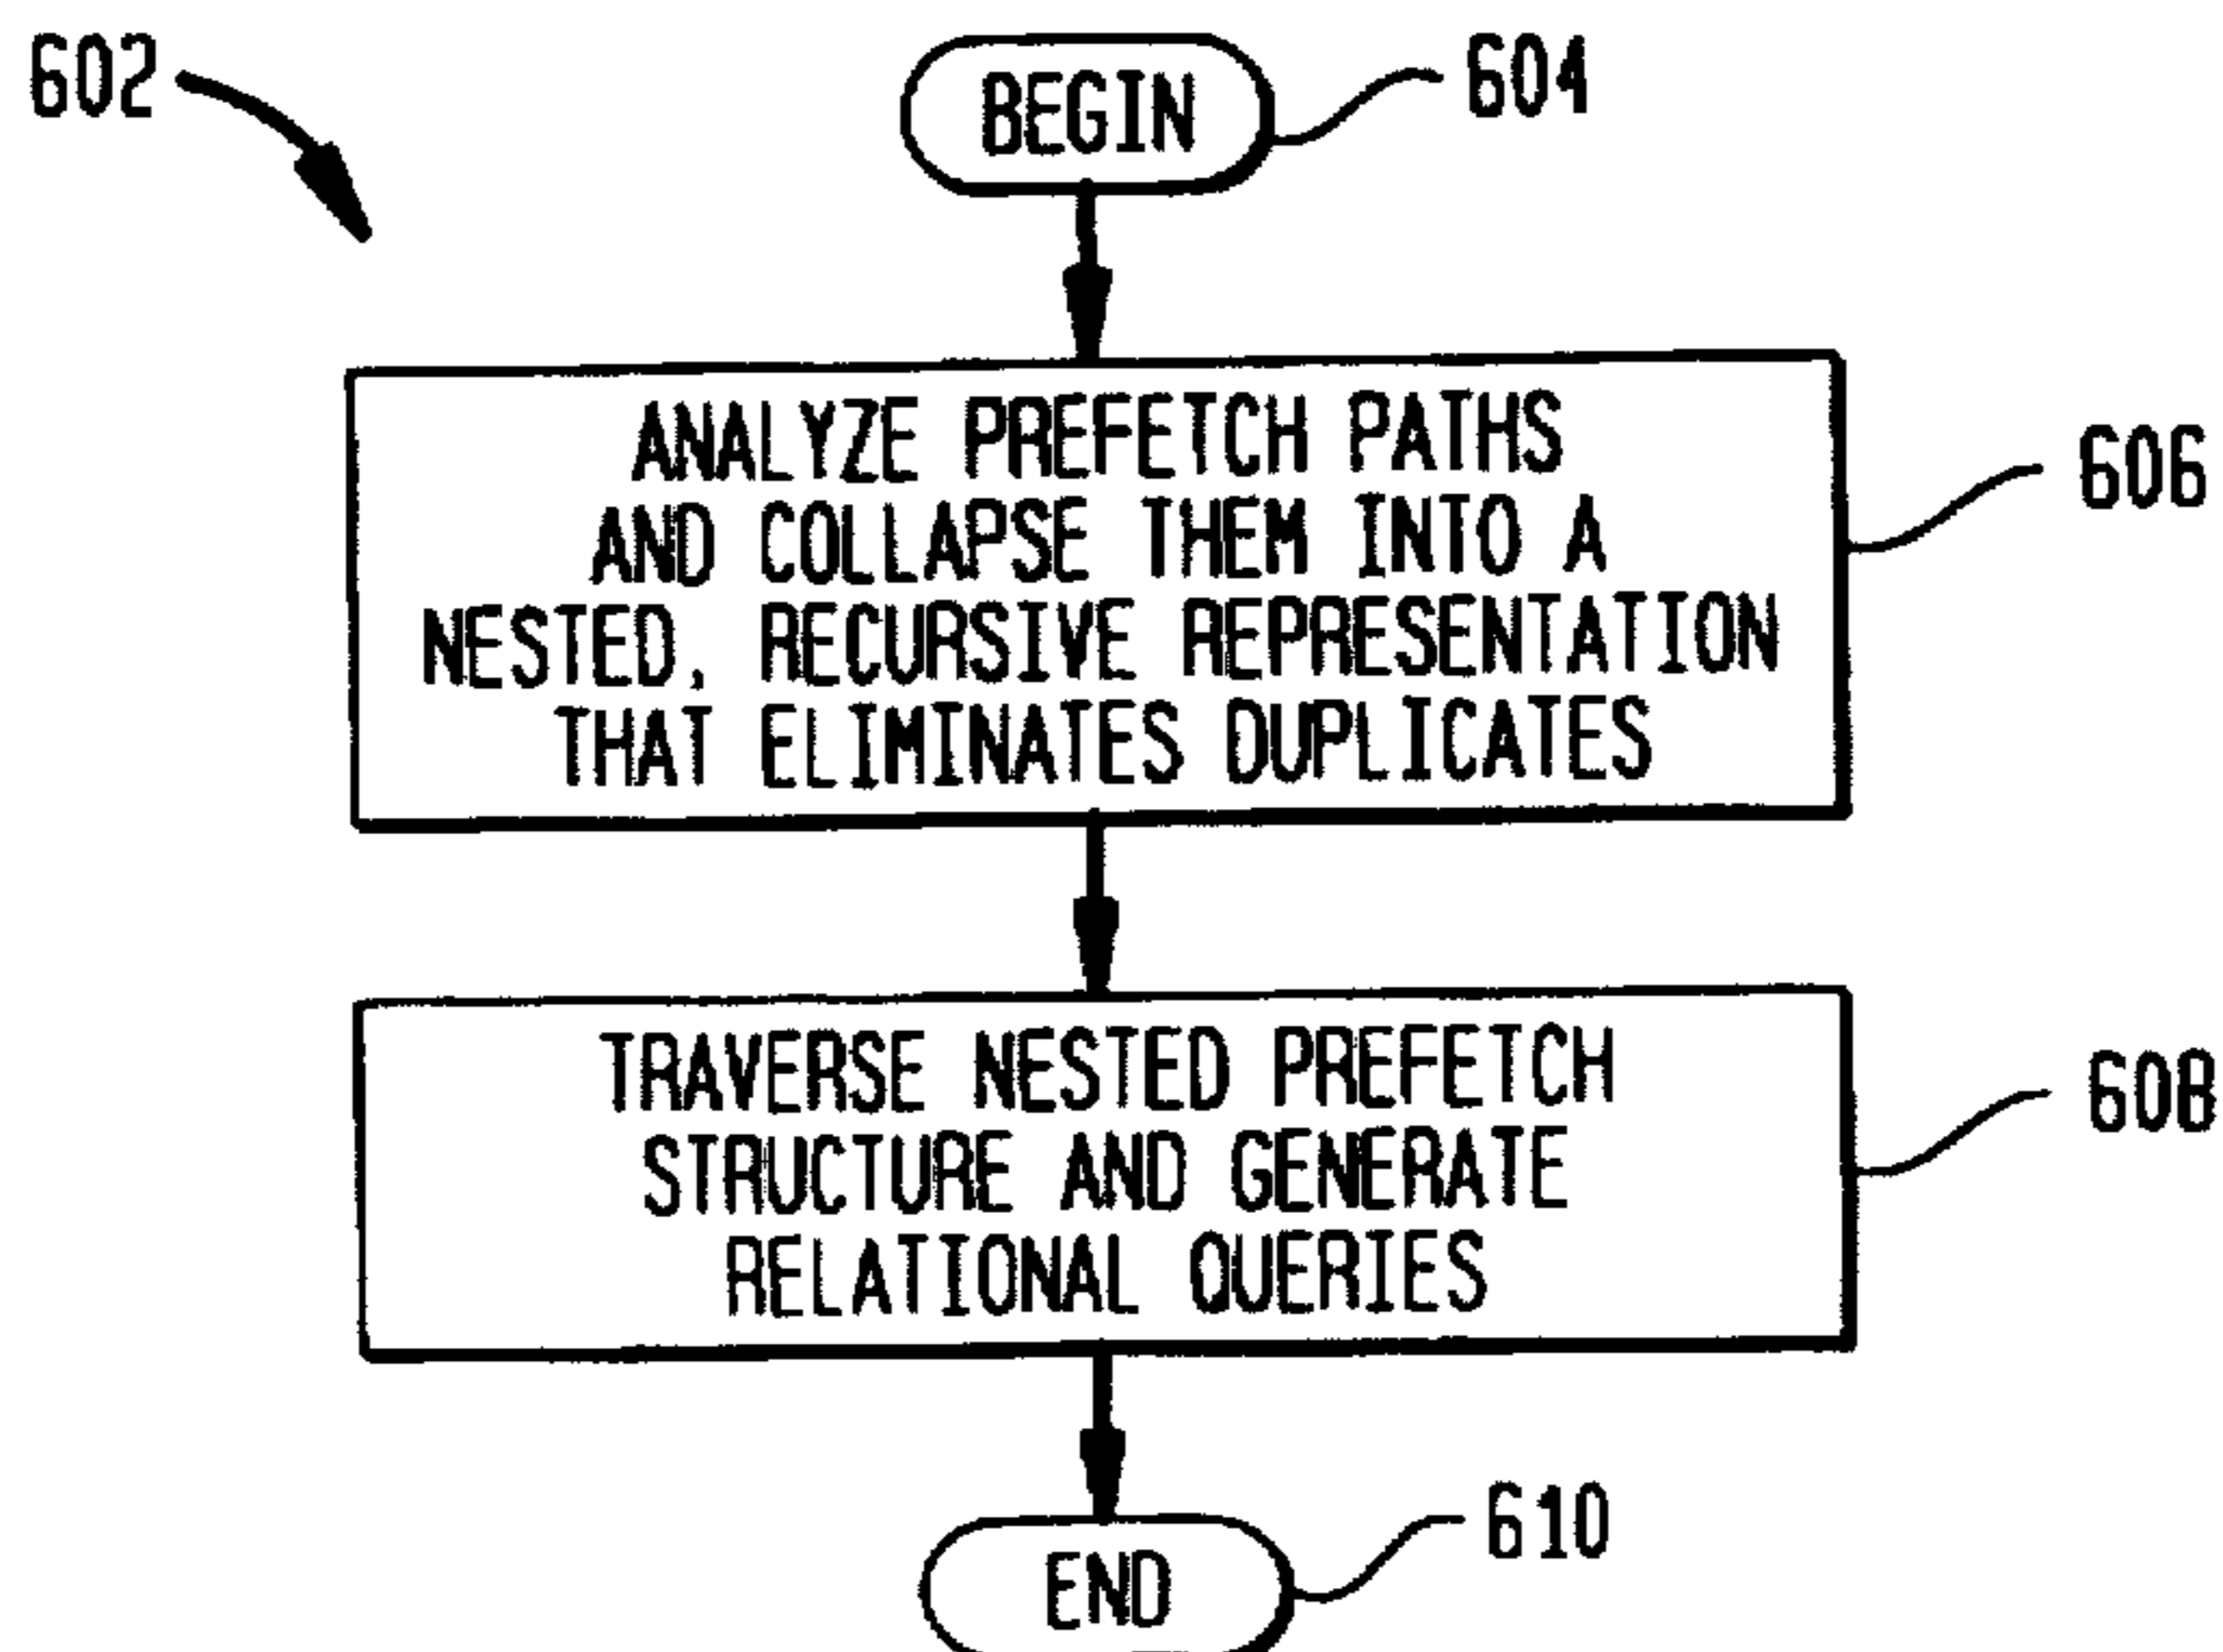 602
BEGIN
604
ANALYZE PREFETCH PATHS
AND COLLAPSE THEM INTO A
NESTED, RECURSIVE REPRESENTATION
THAT ELIMINATES DUPLICATES
606
TRAVERSE NESTED PREFETCH
STRUCTURE AND GENERATE
RELATIONAL QUERIES
608
END
610